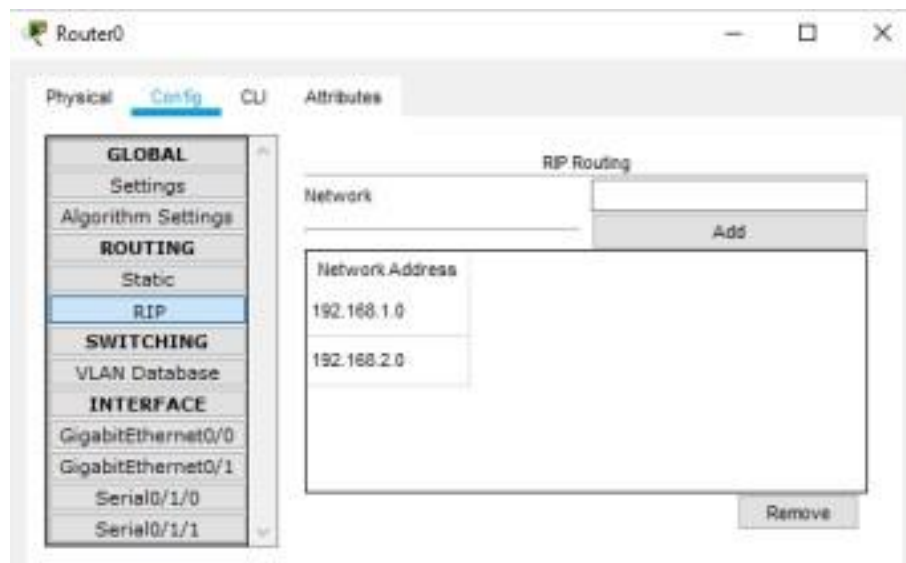 Router0
Physical Config CLI Attributes
GLOBAL
Settings
Algorithm Settings
ROUTING
Static
RIP
SWITCHING
VLAN Database
INTERFACE
GigabitEthernet0/0
GigabitEthernet0/1
Serial0/1/0
Serial0/1/1
RIP Routing
Network
Add
Network Address
192.168.1.0
192.168.2.0
Remove